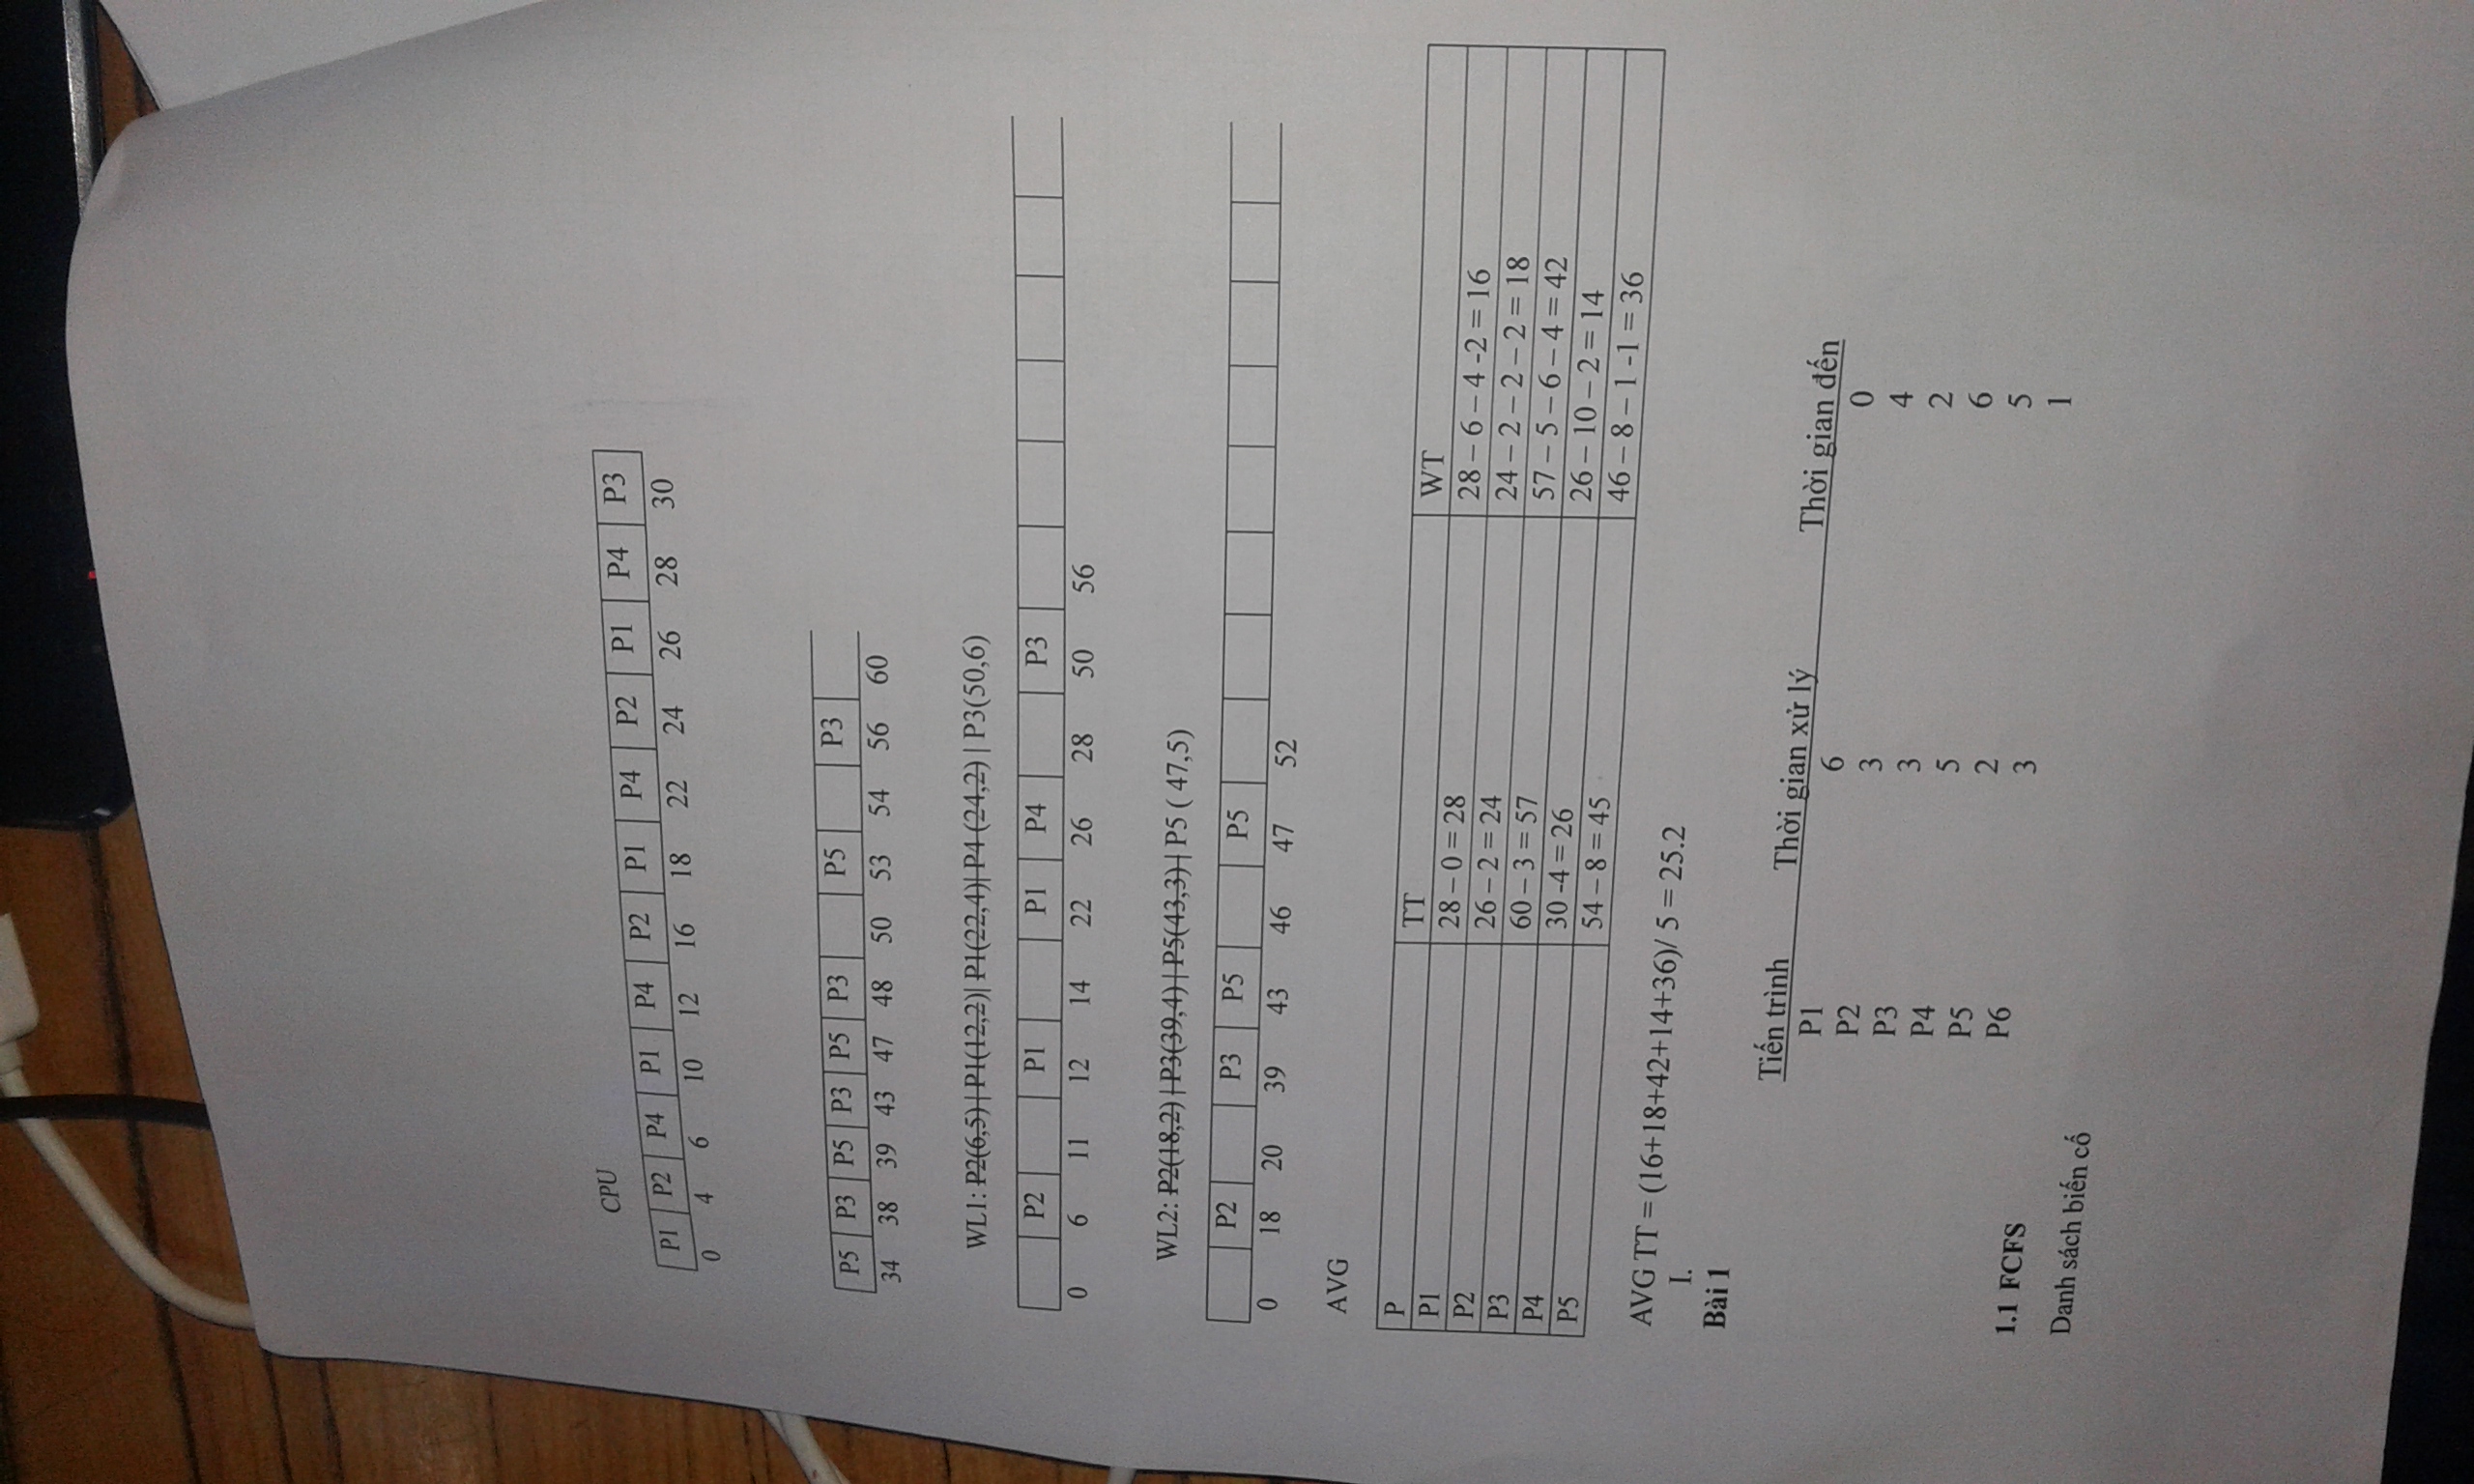 CPU
P1 P2 P4 P1 P4 P2 P1 P4 P2 P1 P4 P3
0 4 6 10 12 16 18 22 24 26 28 30
P5 P3 P5 P3 P5 P3 P5 P3
34 38 39 43 47 48 50 53 54 56 60
WL1: P2(6,5) | P1(12,2)| P1(22,4)| P4 (24,2) | P3(50,6)
P2 P1 P1 P4 P3
0 6 11 12 14 22 26 28 50 56
WL2: P2(18,2) | P3(39,4) | P5(43,3) | P5 ( 47,5)
P2 P3 P5 P5
0 18 20 39 43 46 47 52
AVG
P TT WT
P1 28 – 0 = 28 28 – 6 – 4 -2 = 16
P2 26 – 2 = 24 24 – 2 – 2 – 2 = 18
P3 60 – 3 = 57 57 – 5 – 6 – 4 = 42
P4 30 -4 = 26 26 – 10 – 2 = 14
P5 54 – 8 = 45 46 – 8 – 1 -1 = 36
AVG TT = (16+18+42+14+36)/ 5 = 25.2
I.
Bài 1
Tiến trình Thời gian xử lý Thời gian đến
P1 6 0
P2 3 4
P3 3 2
P4 5 6
P5 2 5
P6 3 1
1.1 FCFS
Danh sách biến cố